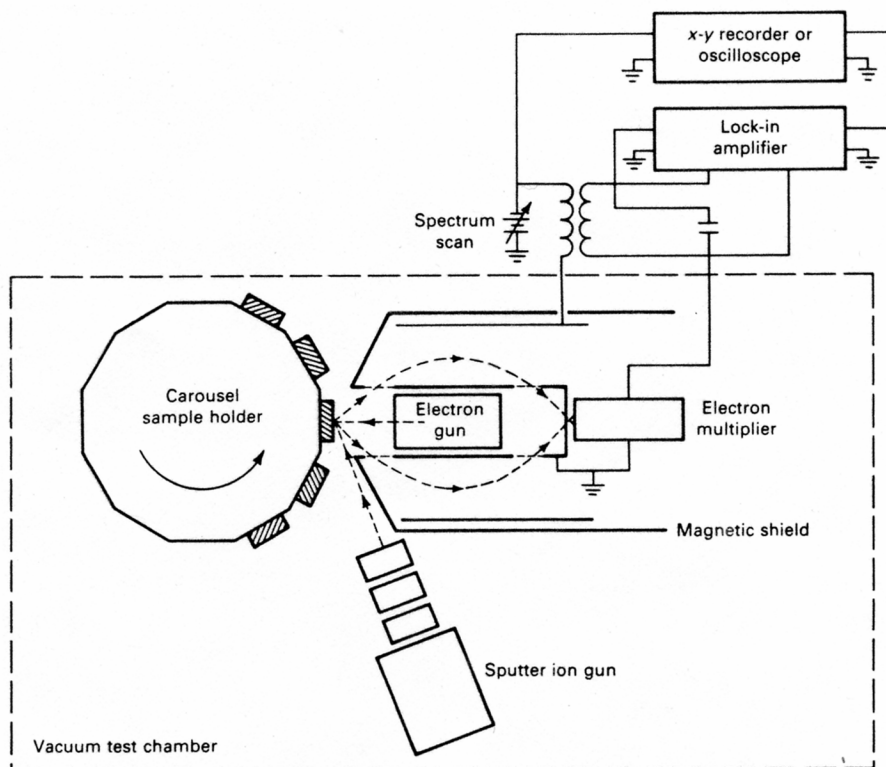 x-y recorder or
oscilloscope
Lock-in
amplifier
Spectrum
scan
Carousel
sample holder
Electron
gun
Electron
multiplier
Magnetic shield
Sputter ion gun
Vacuum test chamber